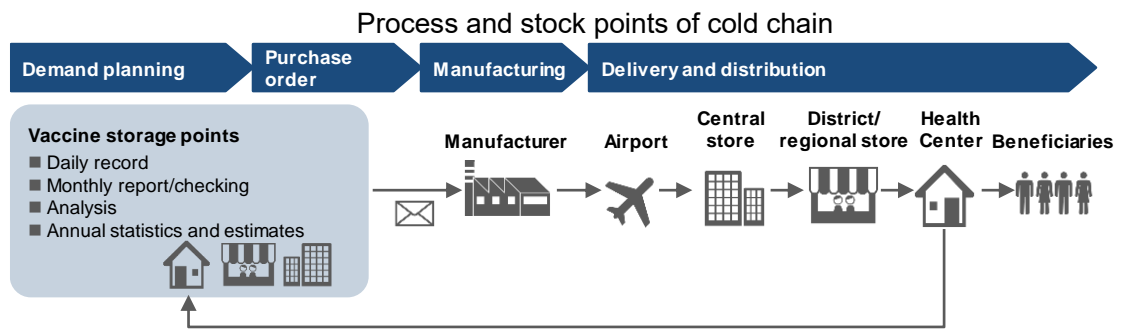 Process and stock points of cold chain
Demand planning
Purchase
order
Manufacturing
Delivery and distribution
Vaccine storage points
■ Daily record
■ Monthly report/checking
■ Analysis
■ Annual statistics and estimates
Manufacturer
Airport
Central
store
District/
regional store
Health
Center
Beneficiaries